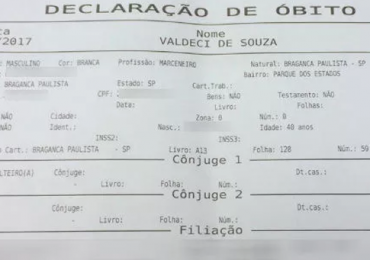 DECLARAÇÃO DE ÓBITO
ta Nome
/2017 VALDECI DE SOUZA
MASCULINO Cor: BRANCA Profissão: MARCENEIRO Natural: BRAGANCA PAULISTA - SP
Bairro: PARQUE DOS ESTADOS
BRAGANCA PAULISTA Estado: SP Cart.Trab.:
CPF: Bens: NÃO Testamento: NÃO
Data: Livro: Folhas:
NÃO Cidade: Zona: 0 Núm.: 0
NÃO Ident.: Nasc.: Idade: 40 anos
INSS2: INSS3:
Cart.: BRAGANCA PAULISTA - SP Livro: A13 Folha: 128 Núm.: 59
Cônjuge 1
LTEIRO(A) Cônjuge: Dt.cas.:
- Livro: Folha: Núm.:
Cônjuge 2
Cônjuge: Dt.cas.:
- Livro: Folha: Núm.:
Filiação